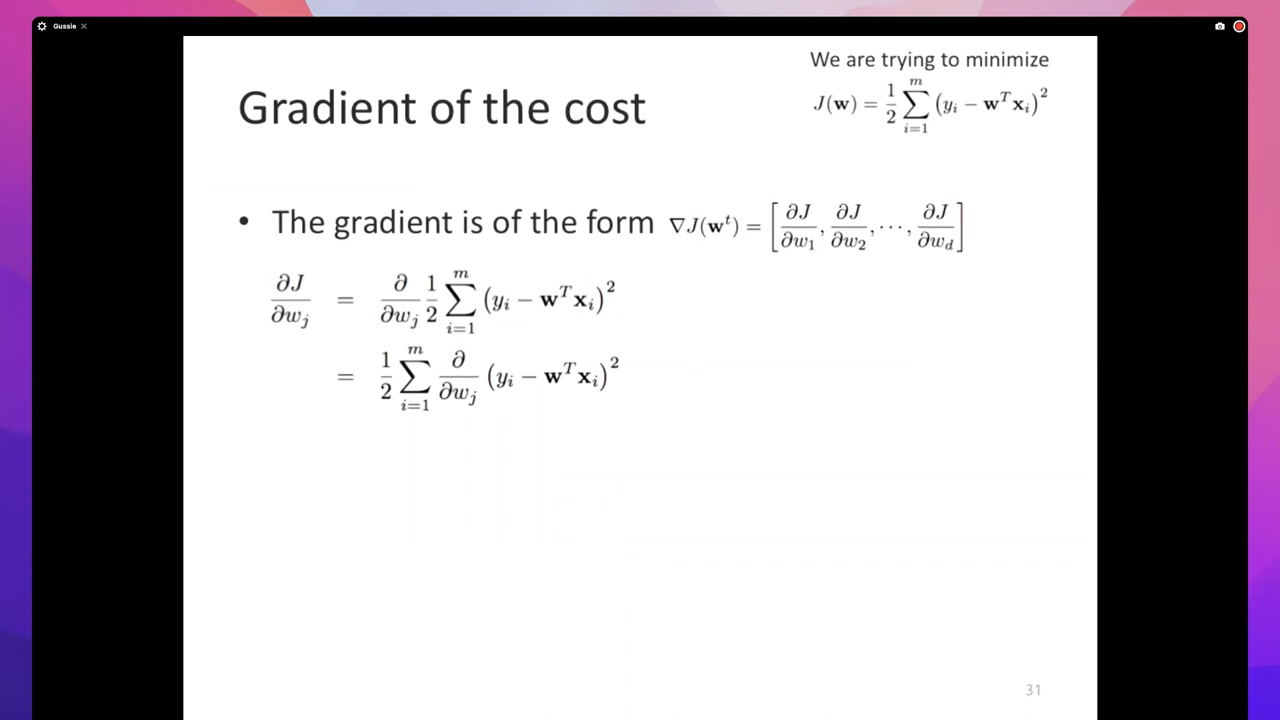 Gussie ×
We are trying to minimize
J(𝐰) = 1/2 ∑_{i=1}^{m} (y_i − 𝐰^T 𝐱_i)^2
Gradient of the cost
• The gradient is of the form ∇J(𝐰^t) = [∂J/∂w_1, ∂J/∂w_2, ⋯, ∂J/∂w_d]
∂J/∂w_j = ∂/∂w_j 1/2 ∑_{i=1}^{m} (y_i − 𝐰^T 𝐱_i)^2
= 1/2 ∑_{i=1}^{m} ∂/∂w_j (y_i − 𝐰^T 𝐱_i)^2
31